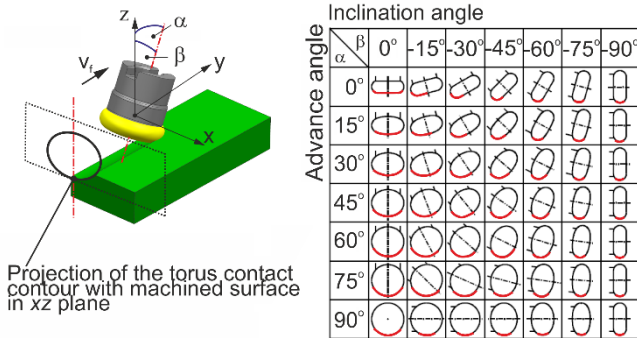 z
α
β
vf
y
x
Projection of the torus contact
contour with machined surface
in xz plane
Inclination angle
Advance angle
β
α
0° -15° -30° -45° -60° -75° -90°
0°
15°
30°
45°
60°
75°
90°